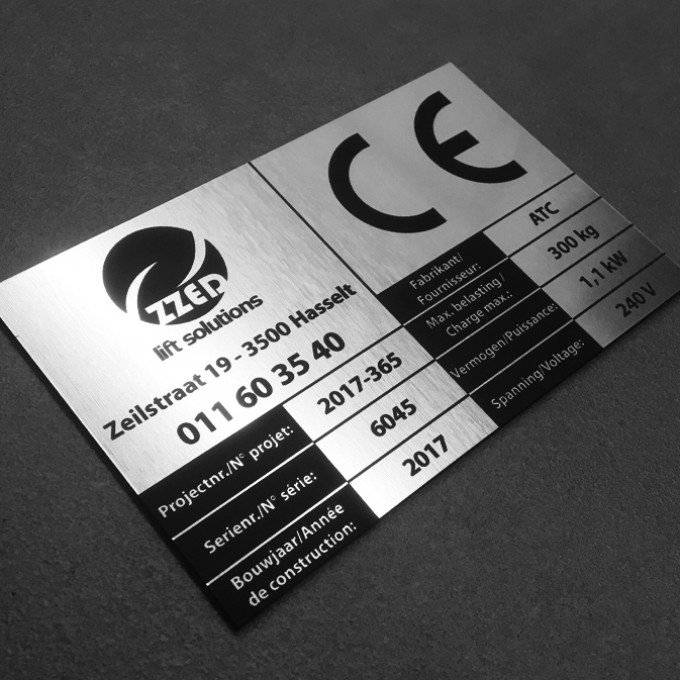 ZZEP
lift solutions
Zeilstraat 19 - 3500 Hasselt
011 60 35 40
Projectnr./N° projet:
2017-365
Serienr./N° série:
6045
Bouwjaar/Année
de construction:
2017
CE
Fabrikant/
Fournisseur:
ATC
Max. belasting /
Charge max.:
300 kg
Vermogen/Puissance:
1,1 kW
Spanning/Voltage:
240 V